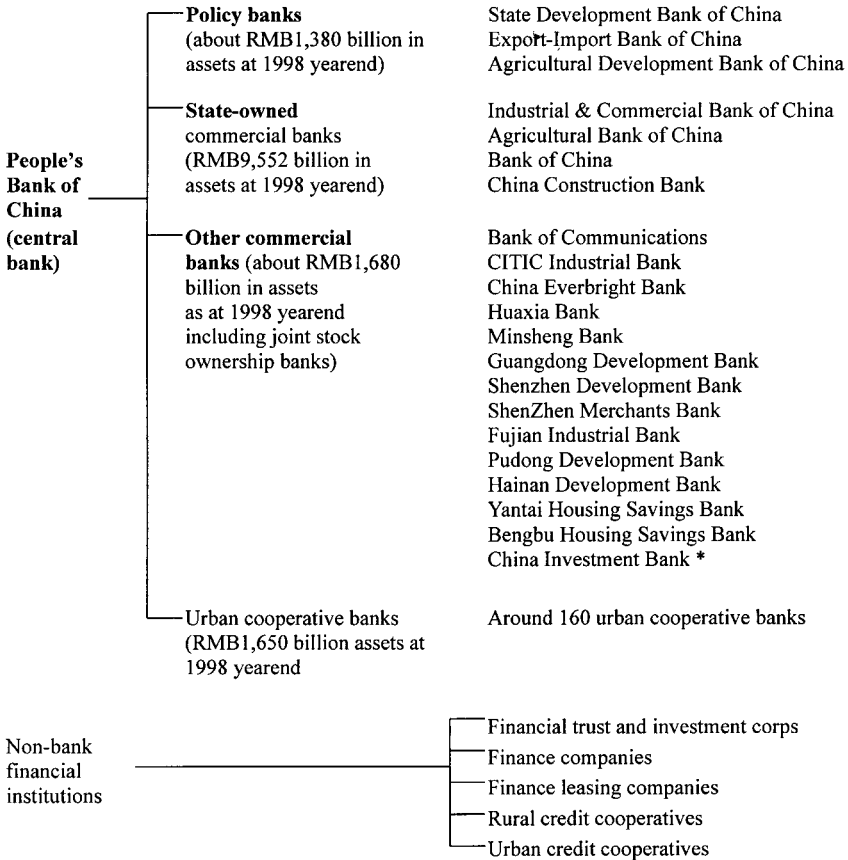 Policy banks
(about RMB1,380 billion in
assets at 1998 yearend)
State Development Bank of China
Export-Import Bank of China
Agricultural Development Bank of China
State-owned
commercial banks
(RMB9,552 billion in
assets at 1998 yearend)
Industrial & Commercial Bank of China
Agricultural Bank of China
Bank of China
China Construction Bank
People's
Bank of
China
(central
bank)
Other commercial
banks (about RMB1,680
billion in assets
as at 1998 yearend
including joint stock
ownership banks)
Bank of Communications
CITIC Industrial Bank
China Everbright Bank
Huaxia Bank
Minsheng Bank
Guangdong Development Bank
Shenzhen Development Bank
ShenZhen Merchants Bank
Fujian Industrial Bank
Pudong Development Bank
Hainan Development Bank
Yantai Housing Savings Bank
Bengbu Housing Savings Bank
China Investment Bank *
Urban cooperative banks
(RMB1,650 billion assets at
1998 yearend
Around 160 urban cooperative banks
Non-bank
financial
institutions
Financial trust and investment corps
Finance companies
Finance leasing companies
Rural credit cooperatives
Urban credit cooperatives